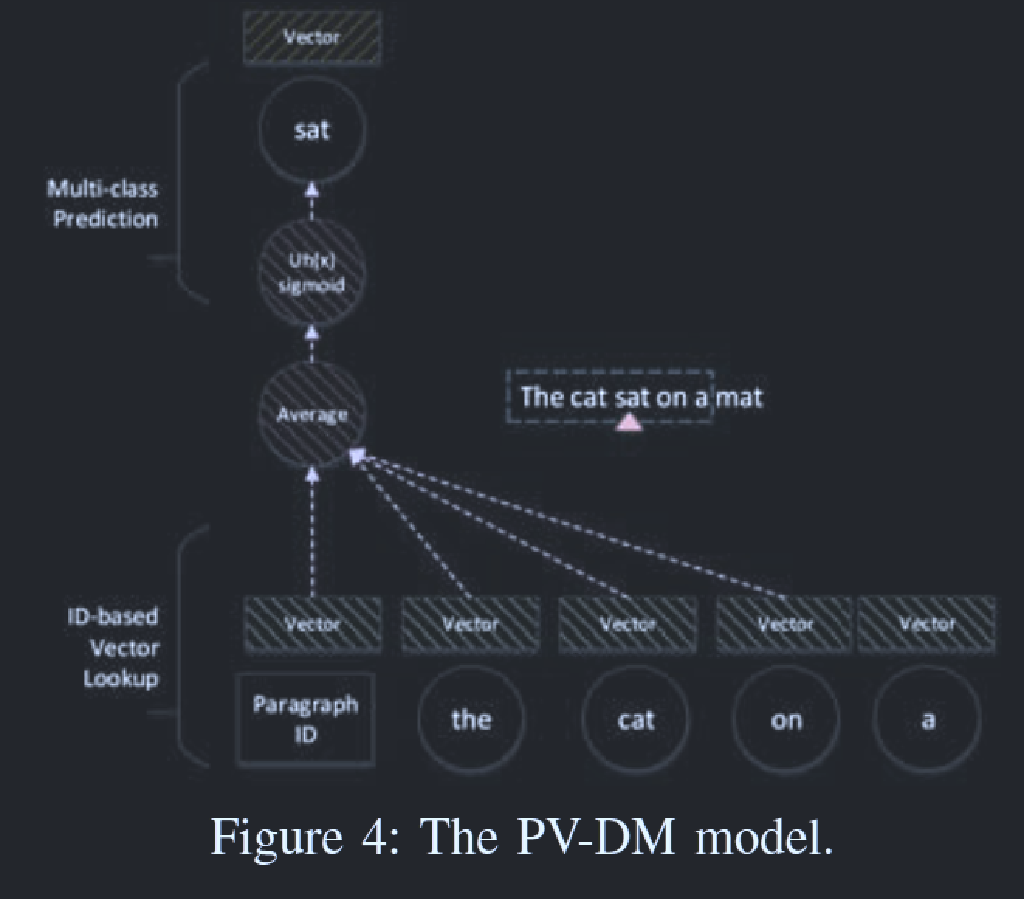 Vector
sat
Multi-class
Prediction
Uh(x)
sigmoid
Average
The cat sat on a mat
ID-based
Vector
Lookup
Vector
Vector
Vector
Vector
Vector
Paragraph
ID
the
cat
on
a
Figure 4: The PV-DM model.